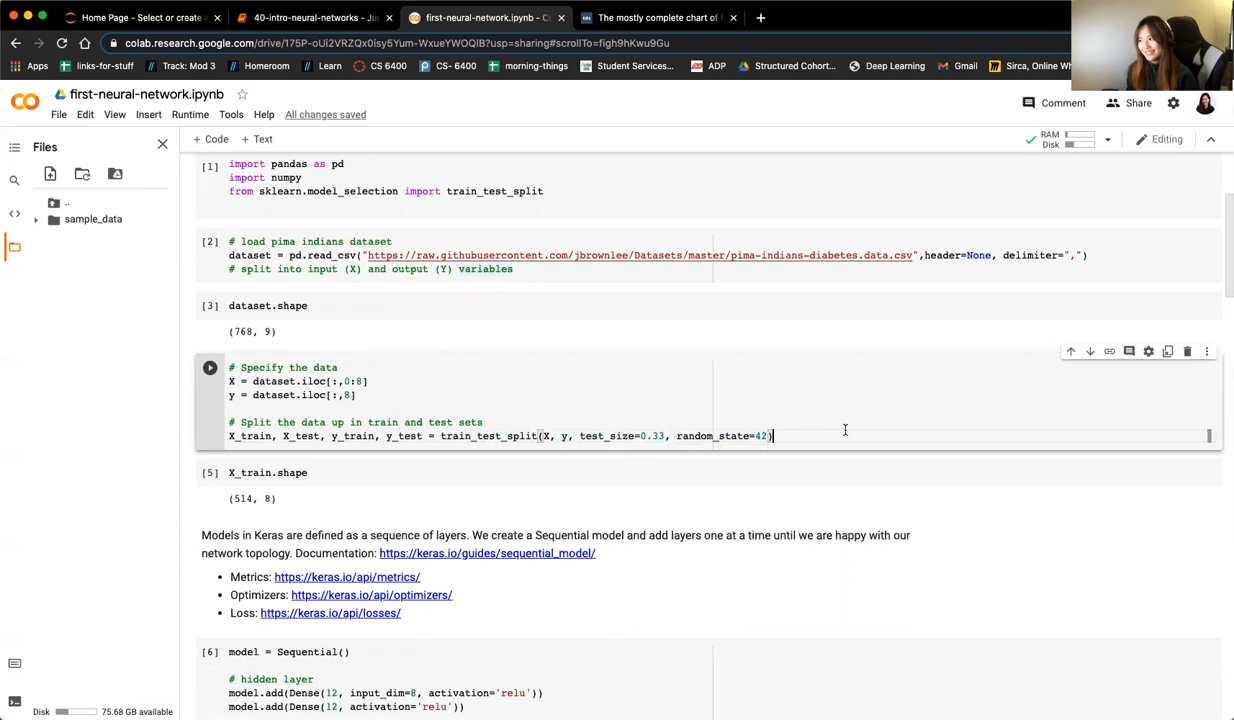 Home Page - Select or create a
40-intro-neural-networks - Ju
first-neural-network.ipynb - C
The mostly complete chart of
colab.research.google.com/drive/175P-oUi2VRZQx0isy5Yum-WxueYWOQIB?usp=sharing#scrollTo=figh9hKwu9Gu
Apps links-for-stuff Track: Mod 3 Homeroom Learn CS 6400 CS- 6400 morning-things Student Services... ADP Structured Cohort... Deep Learning Gmail Sirca, Online
first-neural-network.ipynb
File Edit View Insert Runtime Tools Help All changes saved
Comment Share
Files
+ Code + Text
RAM
Disk
Editing
..
sample_data
[1] import pandas as pd
import numpy
from sklearn.model_selection import train_test_split
[2] # load pima indians dataset
dataset = pd.read_csv("https://raw.githubusercontent.com/jbrownlee/Datasets/master/pima-indians-diabetes.data.csv",header=None, delimiter=",")
# split into input (X) and output (Y) variables
[3] dataset.shape
(768, 9)
# Specify the data
X = dataset.iloc[:,0:8]
y = dataset.iloc[:,8]
# Split the data up in train and test sets
X_train, X_test, y_train, y_test = train_test_split(X, y, test_size=0.33, random_state=42)
[5] X_train.shape
(514, 8)
Models in Keras are defined as a sequence of layers. We create a Sequential model and add layers one at a time until we are happy with our
network topology. Documentation: https://keras.io/guides/sequential_model/
• Metrics: https://keras.io/api/metrics/
• Optimizers: https://keras.io/api/optimizers/
• Loss: https://keras.io/api/losses/
[6] model = Sequential()
# hidden layer
model.add(Dense(12, input_dim=8, activation='relu'))
model.add(Dense(12, activation='relu'))
Disk 75.68 GB available